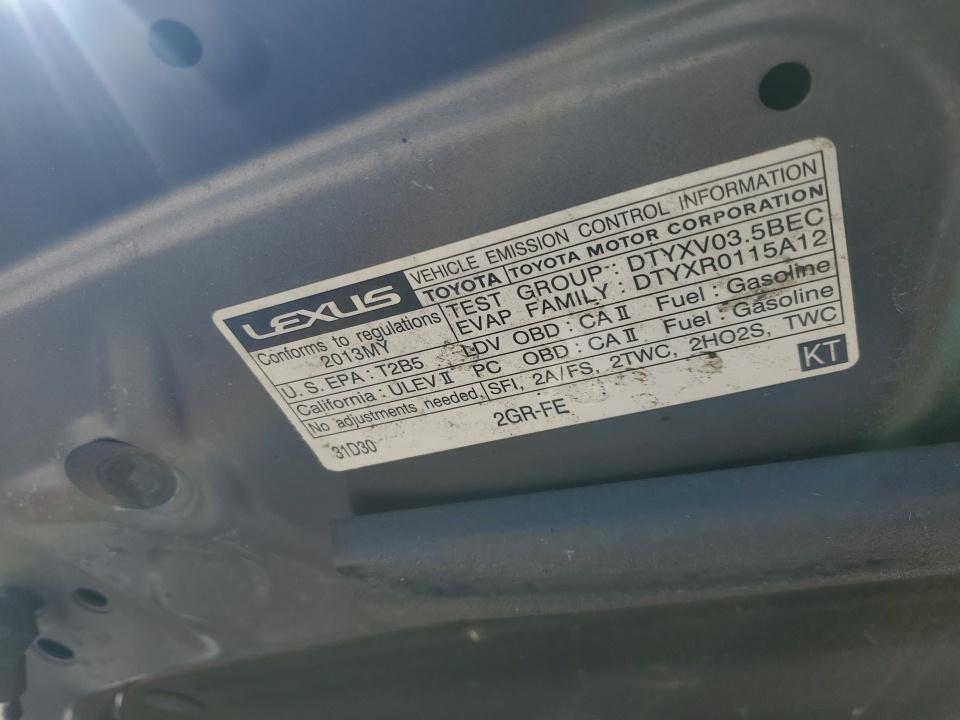 LEXUS VEHICLE EMISSION CONTROL INFORMATION
TOYOTA TOYOTA MOTOR CORPORATION
Conforms to regulations TEST GROUP: DTYXV03.5BEC
2013MY EVAP FAMILY: DTYXR0115A12
U.S.EPA: T2B5 LDV OBD: CA II Fuel: Gasoline
California: ULEV II PC OBD: CA II Fuel: Gasoline
No adjustments needed, SFI, 2A/FS, 2TWC, 2HO2S, TWC
31D30 2GR-FE KT